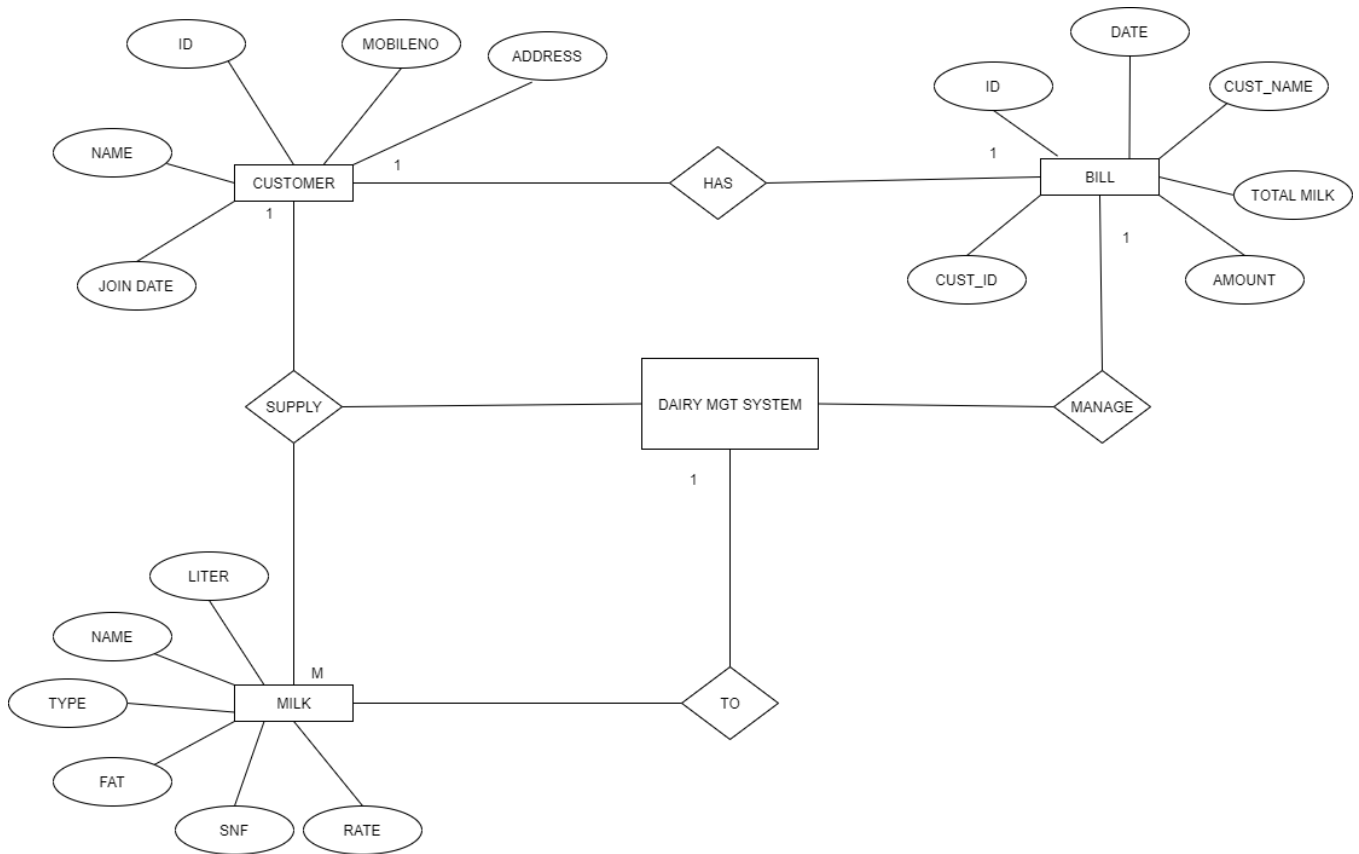 DATE
ID
MOBILENO
ADDRESS
ID
CUST_NAME
NAME
1
1
CUSTOMER
HAS
BILL
TOTAL MILK
1
1
JOIN DATE
CUST_ID
AMOUNT
SUPPLY
DAIRY MGT SYSTEM
MANAGE
1
LITER
NAME
M
TYPE
MILK
TO
FAT
SNF
RATE